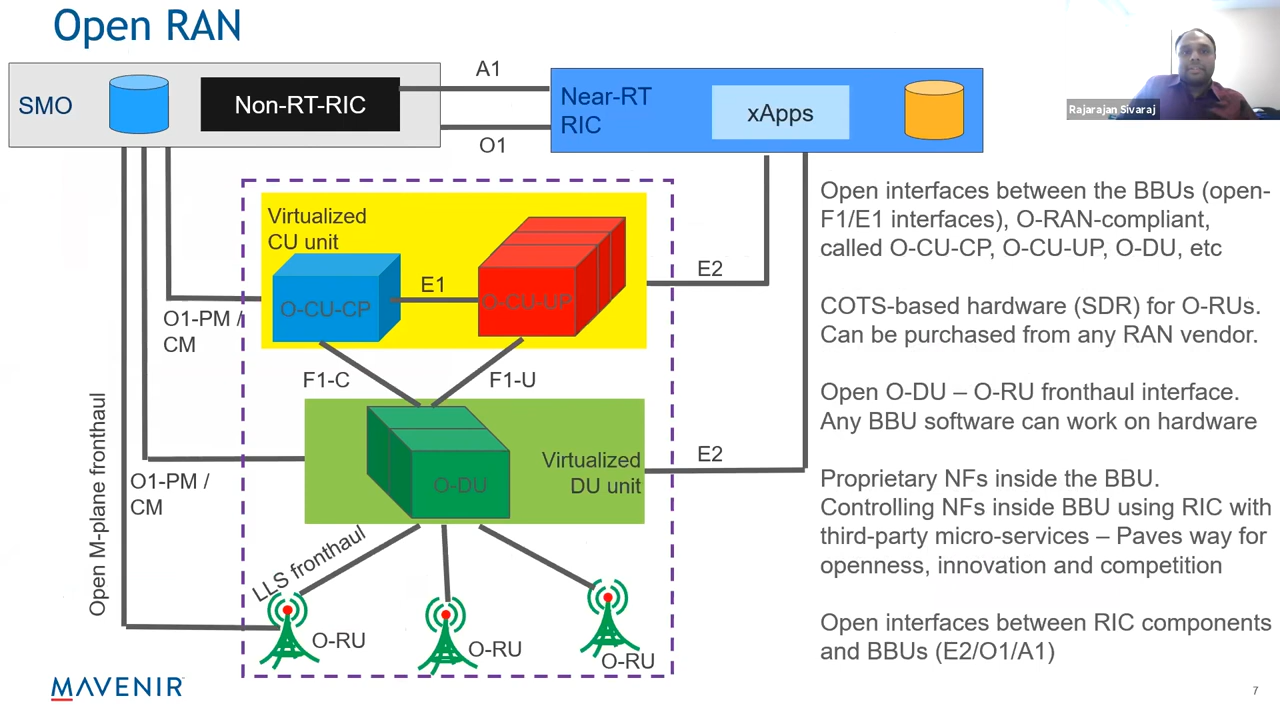 Open RAN
SMO
Non-RT-RIC
A1
O1
Near-RT
RIC
xApps
Rajarajan Sivaraj
Virtualized
CU unit
O-CU-CP
E1
O-CU-UP
E2
O1-PM /
CM
F1-C
F1-U
Open M-plane fronthaul
O1-PM /
CM
O-DU
Virtualized
DU unit
E2
LLS fronthaul
O-RU
O-RU
O-RU
Open interfaces between the BBUs (open-
F1/E1 interfaces), O-RAN-compliant,
called O-CU-CP, O-CU-UP, O-DU, etc
COTS-based hardware (SDR) for O-RUs.
Can be purchased from any RAN vendor.
Open O-DU – O-RU fronthaul interface.
Any BBU software can work on hardware
Proprietary NFs inside the BBU.
Controlling NFs inside BBU using RIC with
third-party micro-services – Paves way for
openness, innovation and competition
Open interfaces between RIC components
and BBUs (E2/O1/A1)
MAVENIR
7